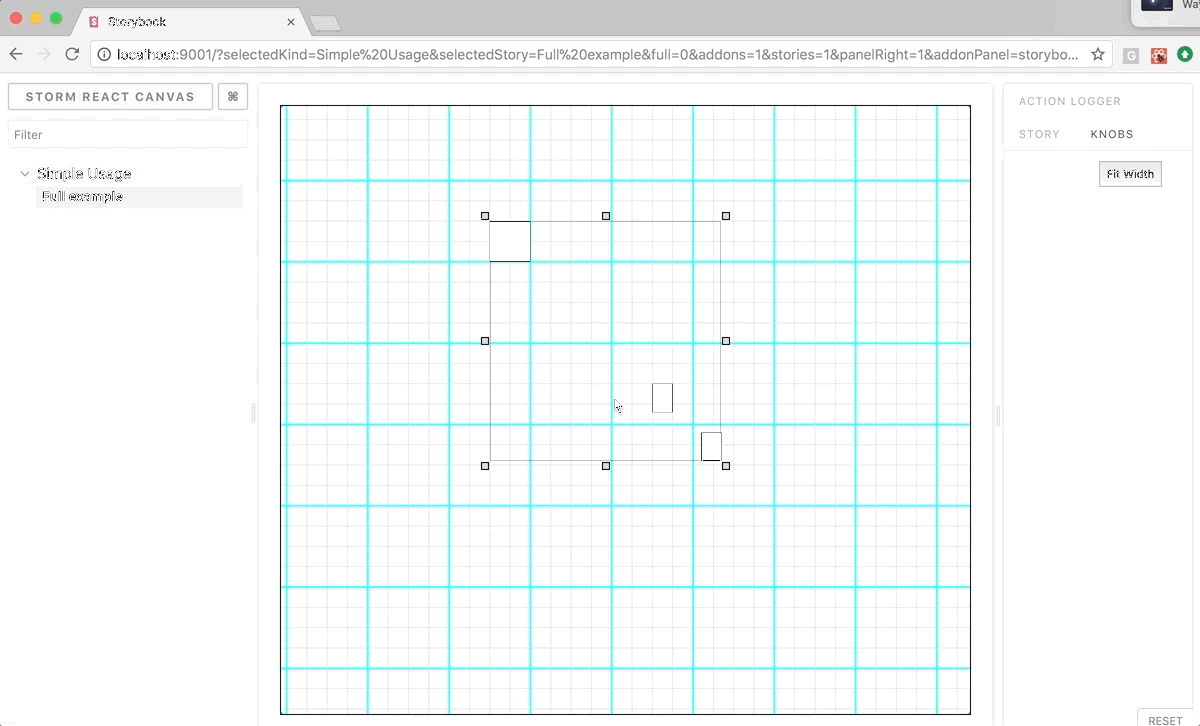 Storybook
Way
localhost:9001/?selectedKind=Simple%20Usage&selectedStory=Full%20example&full=0&addons=1&stories=1&panelRight=1&addonPanel=storybo...
STORM REACT CANVAS
⌘
ACTION LOGGER
Filter
STORY KNOBS
Simple Usage
Fit Width
Full example
RESET